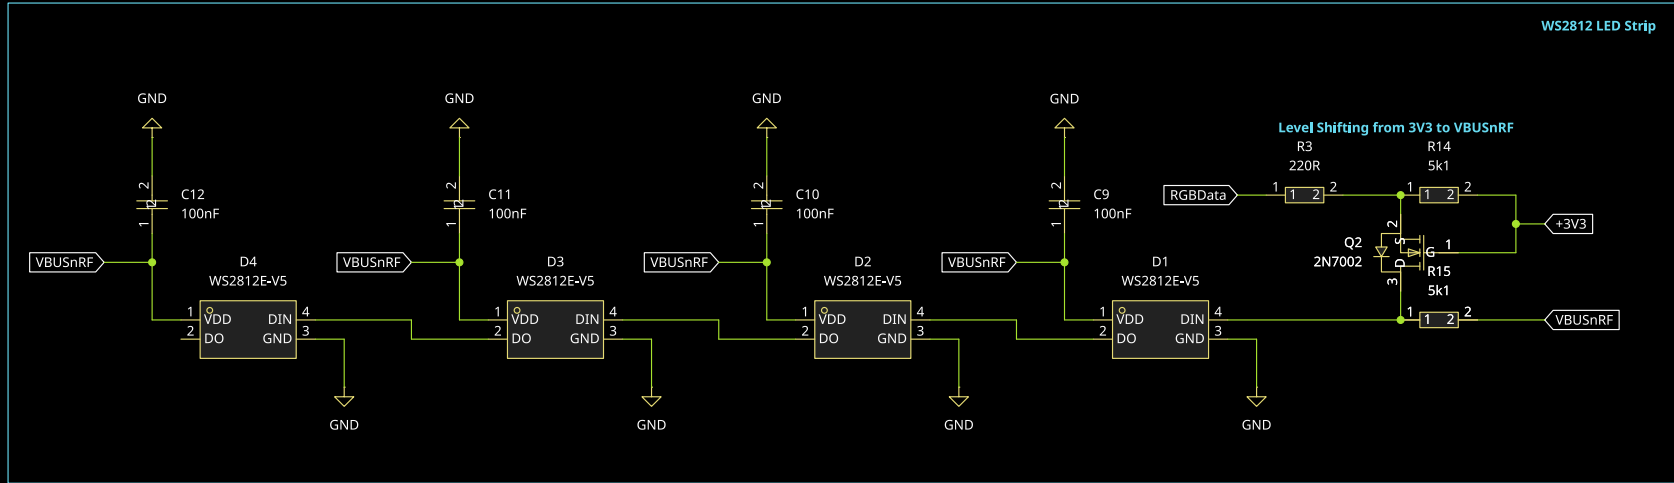 WS2812 LED Strip
GND
GND
GND
GND
Level Shifting from 3V3 to VBUSnRF
R3
220R
R14
5k1
2
C12
100nF
1
2
C11
100nF
1
2
C10
100nF
1
2
C9
100nF
1
RGBData
1 1 2 2
1 1 2 2
+3V3
Q2
2N7002
2
S
G 1
D
3
R15
5k1
VBUSnRF
VBUSnRF
VBUSnRF
VBUSnRF
D4
WS2812E-V5
D3
WS2812E-V5
D2
WS2812E-V5
D1
WS2812E-V5
1 VDD DIN 4
2 DO GND 3
1 VDD DIN 4
2 DO GND 3
1 VDD DIN 4
2 DO GND 3
1 VDD DIN 4
2 DO GND 3
1 1 2 2
VBUSnRF
GND
GND
GND
GND